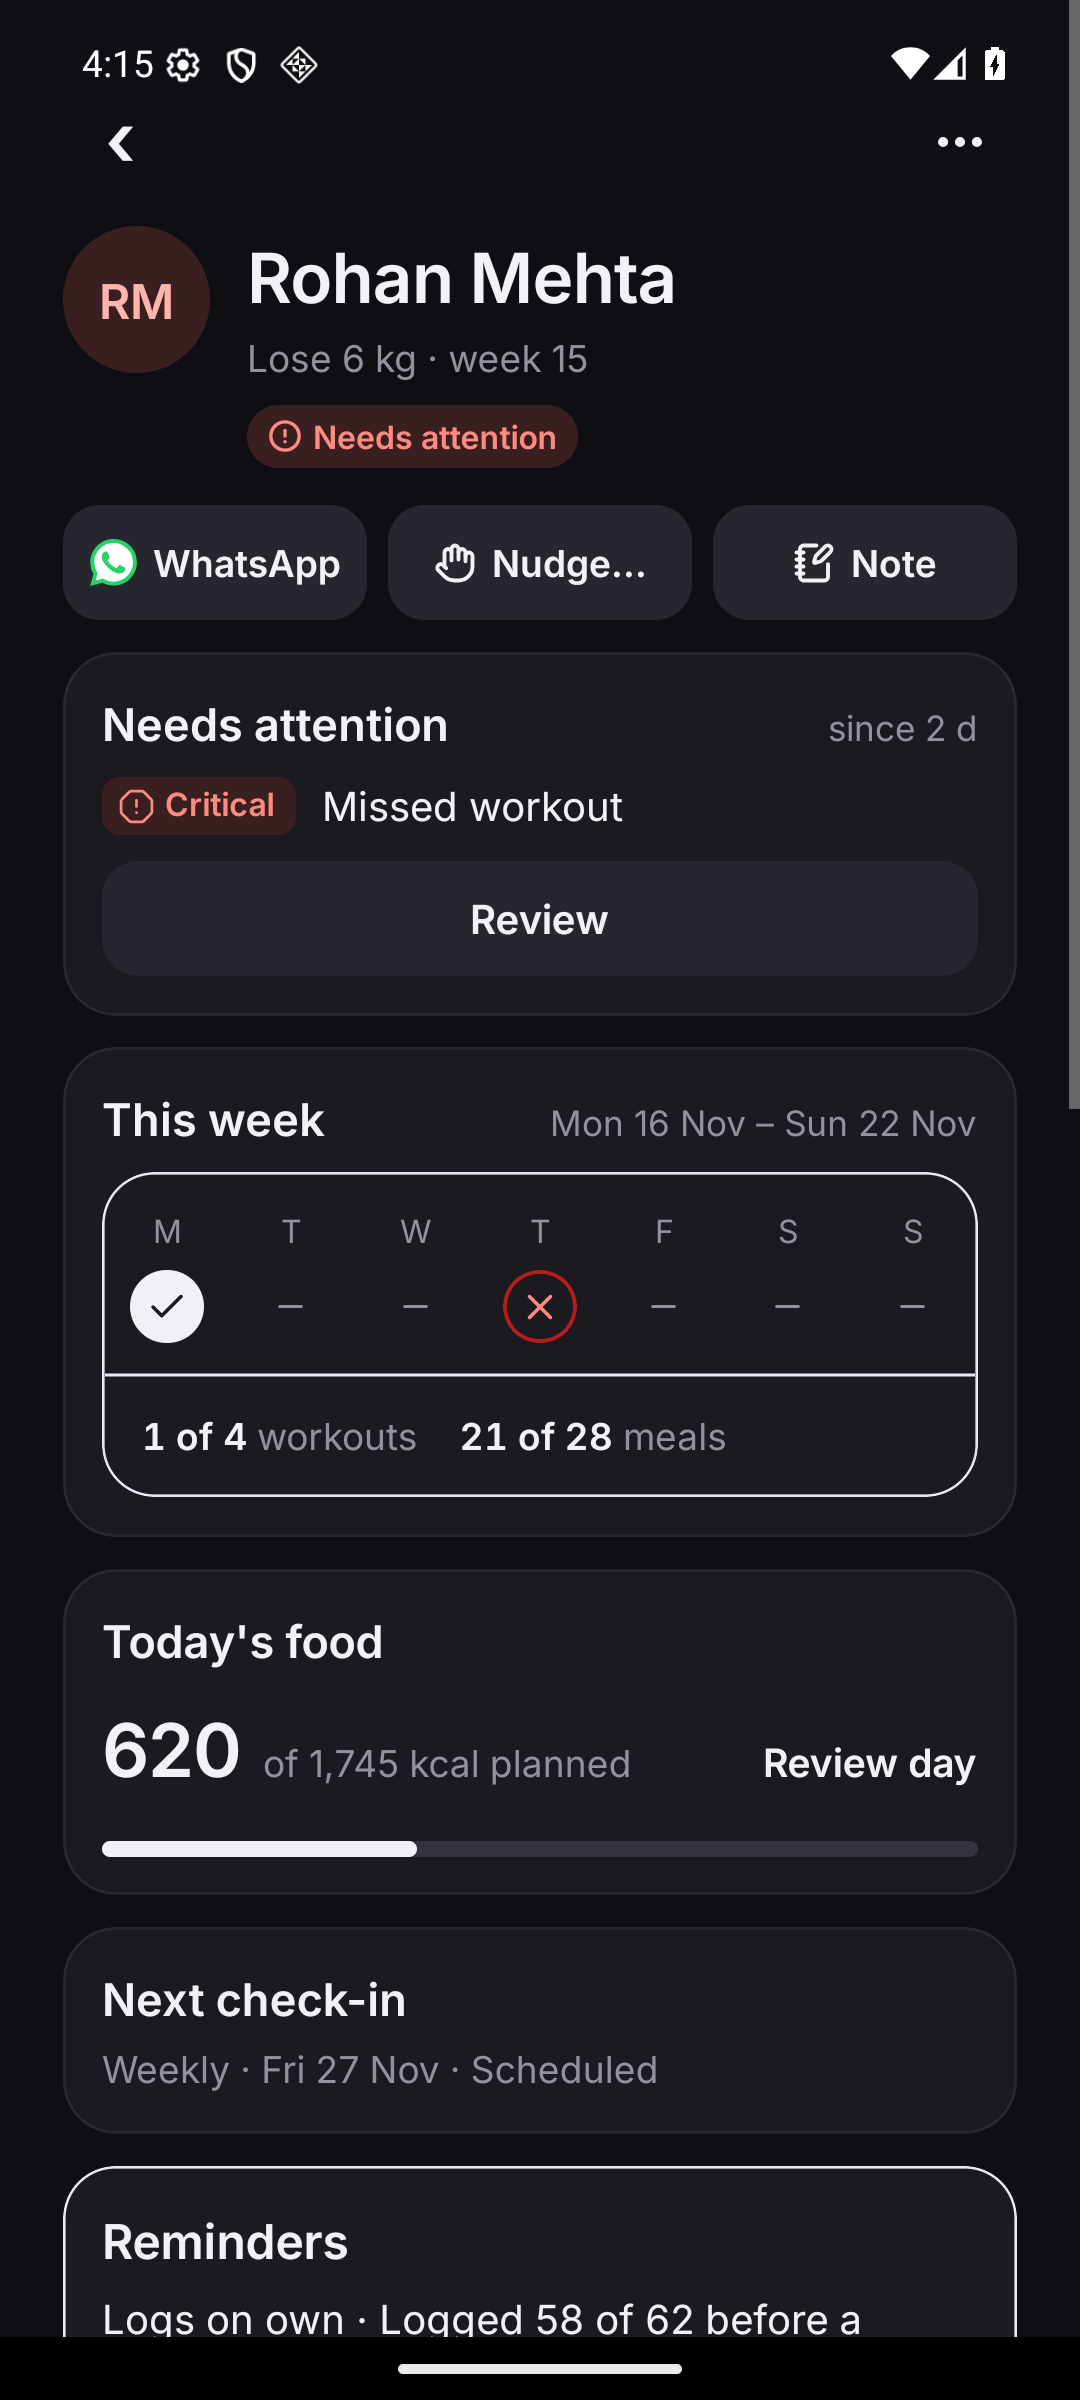 4:15
RM
Rohan Mehta
Lose 6 kg · week 15
Needs attention
WhatsApp
Nudge...
Note
Needs attention
since 2 d
Critical
Missed workout
Review
This week
Mon 16 Nov – Sun 22 Nov
M T W T F S S
1 of 4 workouts 21 of 28 meals
Today's food
620 of 1,745 kcal planned
Review day
Next check-in
Weekly · Fri 27 Nov · Scheduled
Reminders
Logs on own · Logged 58 of 62 before a